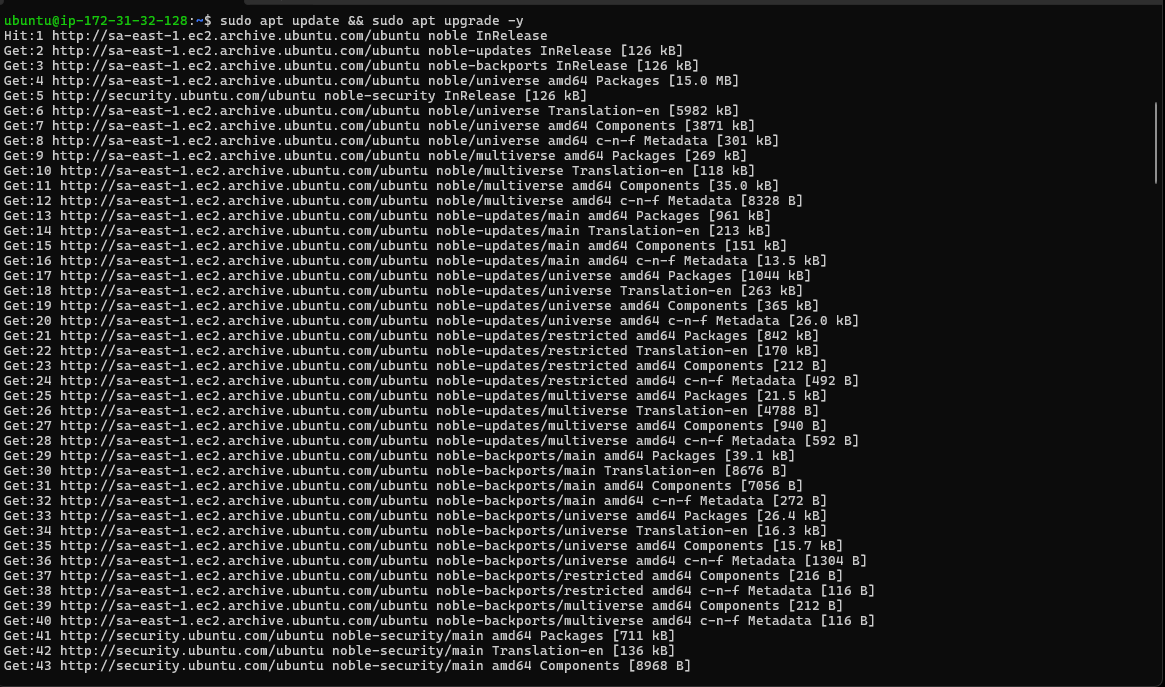 ubuntu@ip-172-31-32-128:~$ sudo apt update && sudo apt upgrade -y
Hit:1 http://sa-east-1.ec2.archive.ubuntu.com/ubuntu noble InRelease
Get:2 http://sa-east-1.ec2.archive.ubuntu.com/ubuntu noble-updates InRelease [126 kB]
Get:3 http://sa-east-1.ec2.archive.ubuntu.com/ubuntu noble-backports InRelease [126 kB]
Get:4 http://sa-east-1.ec2.archive.ubuntu.com/ubuntu noble/universe amd64 Packages [15.0 MB]
Get:5 http://security.ubuntu.com/ubuntu noble-security InRelease [126 kB]
Get:6 http://sa-east-1.ec2.archive.ubuntu.com/ubuntu noble/universe Translation-en [5982 kB]
Get:7 http://sa-east-1.ec2.archive.ubuntu.com/ubuntu noble/universe amd64 Components [3871 kB]
Get:8 http://sa-east-1.ec2.archive.ubuntu.com/ubuntu noble/universe amd64 c-n-f Metadata [301 kB]
Get:9 http://sa-east-1.ec2.archive.ubuntu.com/ubuntu noble/multiverse amd64 Packages [269 kB]
Get:10 http://sa-east-1.ec2.archive.ubuntu.com/ubuntu noble/multiverse Translation-en [118 kB]
Get:11 http://sa-east-1.ec2.archive.ubuntu.com/ubuntu noble/multiverse amd64 Components [35.0 kB]
Get:12 http://sa-east-1.ec2.archive.ubuntu.com/ubuntu noble/multiverse amd64 c-n-f Metadata [8328 B]
Get:13 http://sa-east-1.ec2.archive.ubuntu.com/ubuntu noble-updates/main amd64 Packages [961 kB]
Get:14 http://sa-east-1.ec2.archive.ubuntu.com/ubuntu noble-updates/main Translation-en [213 kB]
Get:15 http://sa-east-1.ec2.archive.ubuntu.com/ubuntu noble-updates/main amd64 Components [151 kB]
Get:16 http://sa-east-1.ec2.archive.ubuntu.com/ubuntu noble-updates/main amd64 c-n-f Metadata [13.5 kB]
Get:17 http://sa-east-1.ec2.archive.ubuntu.com/ubuntu noble-updates/universe amd64 Packages [1044 kB]
Get:18 http://sa-east-1.ec2.archive.ubuntu.com/ubuntu noble-updates/universe Translation-en [263 kB]
Get:19 http://sa-east-1.ec2.archive.ubuntu.com/ubuntu noble-updates/universe amd64 Components [365 kB]
Get:20 http://sa-east-1.ec2.archive.ubuntu.com/ubuntu noble-updates/universe amd64 c-n-f Metadata [26.0 kB]
Get:21 http://sa-east-1.ec2.archive.ubuntu.com/ubuntu noble-updates/restricted amd64 Packages [842 kB]
Get:22 http://sa-east-1.ec2.archive.ubuntu.com/ubuntu noble-updates/restricted Translation-en [170 kB]
Get:23 http://sa-east-1.ec2.archive.ubuntu.com/ubuntu noble-updates/restricted amd64 Components [212 B]
Get:24 http://sa-east-1.ec2.archive.ubuntu.com/ubuntu noble-updates/restricted amd64 c-n-f Metadata [492 B]
Get:25 http://sa-east-1.ec2.archive.ubuntu.com/ubuntu noble-updates/multiverse amd64 Packages [21.5 kB]
Get:26 http://sa-east-1.ec2.archive.ubuntu.com/ubuntu noble-updates/multiverse Translation-en [4788 B]
Get:27 http://sa-east-1.ec2.archive.ubuntu.com/ubuntu noble-updates/multiverse amd64 Components [940 B]
Get:28 http://sa-east-1.ec2.archive.ubuntu.com/ubuntu noble-updates/multiverse amd64 c-n-f Metadata [592 B]
Get:29 http://sa-east-1.ec2.archive.ubuntu.com/ubuntu noble-backports/main amd64 Packages [39.1 kB]
Get:30 http://sa-east-1.ec2.archive.ubuntu.com/ubuntu noble-backports/main Translation-en [8676 B]
Get:31 http://sa-east-1.ec2.archive.ubuntu.com/ubuntu noble-backports/main amd64 Components [7056 B]
Get:32 http://sa-east-1.ec2.archive.ubuntu.com/ubuntu noble-backports/main amd64 c-n-f Metadata [272 B]
Get:33 http://sa-east-1.ec2.archive.ubuntu.com/ubuntu noble-backports/universe amd64 Packages [26.4 kB]
Get:34 http://sa-east-1.ec2.archive.ubuntu.com/ubuntu noble-backports/universe Translation-en [16.3 kB]
Get:35 http://sa-east-1.ec2.archive.ubuntu.com/ubuntu noble-backports/universe amd64 Components [15.7 kB]
Get:36 http://sa-east-1.ec2.archive.ubuntu.com/ubuntu noble-backports/universe amd64 c-n-f Metadata [1304 B]
Get:37 http://sa-east-1.ec2.archive.ubuntu.com/ubuntu noble-backports/restricted amd64 Components [216 B]
Get:38 http://sa-east-1.ec2.archive.ubuntu.com/ubuntu noble-backports/restricted amd64 c-n-f Metadata [116 B]
Get:39 http://sa-east-1.ec2.archive.ubuntu.com/ubuntu noble-backports/multiverse amd64 Components [212 B]
Get:40 http://sa-east-1.ec2.archive.ubuntu.com/ubuntu noble-backports/multiverse amd64 c-n-f Metadata [116 B]
Get:41 http://security.ubuntu.com/ubuntu noble-security/main amd64 Packages [711 kB]
Get:42 http://security.ubuntu.com/ubuntu noble-security/main Translation-en [136 kB]
Get:43 http://security.ubuntu.com/ubuntu noble-security/main amd64 Components [8968 B]